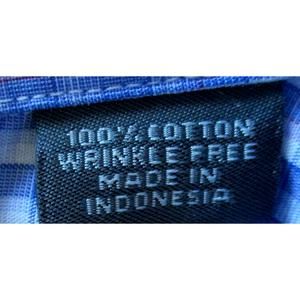 100% COTTON
WRINKLE FREE
MADE IN
INDONESIA